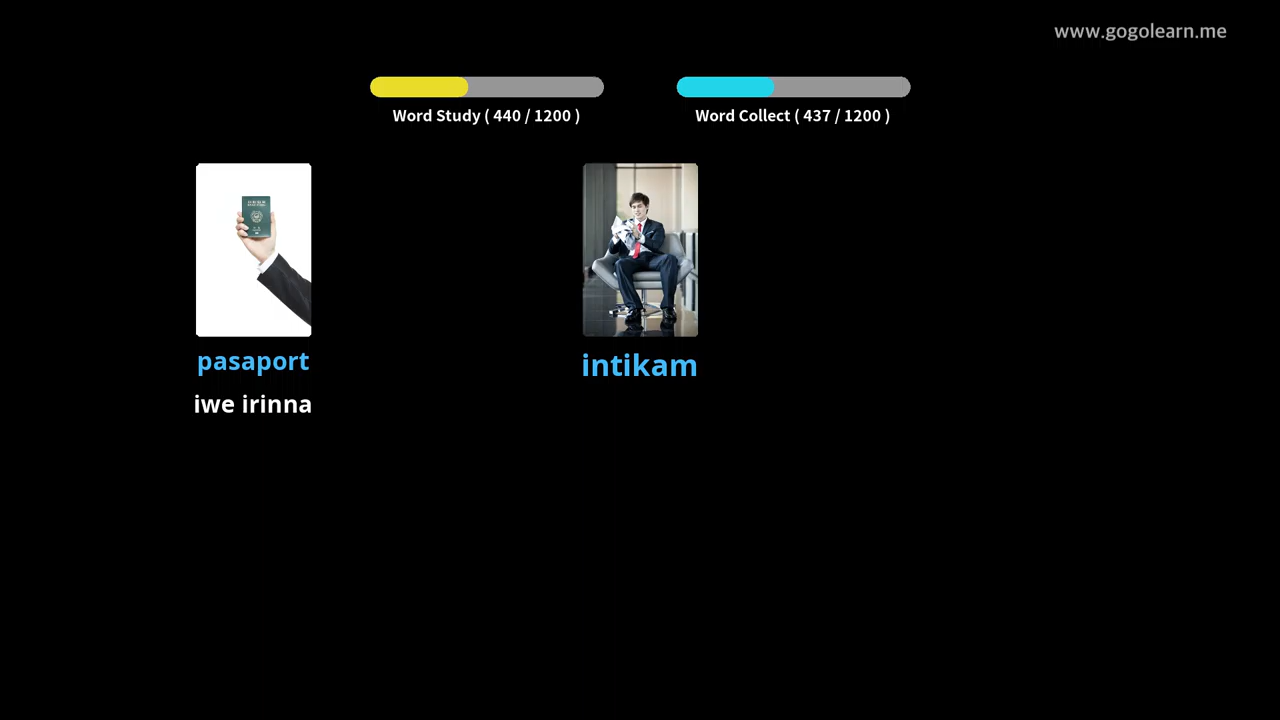 www.gogolearn.me
Word Study ( 440 / 1200 )
Word Collect ( 437 / 1200 )
pasaport
intikam
iwe irinna